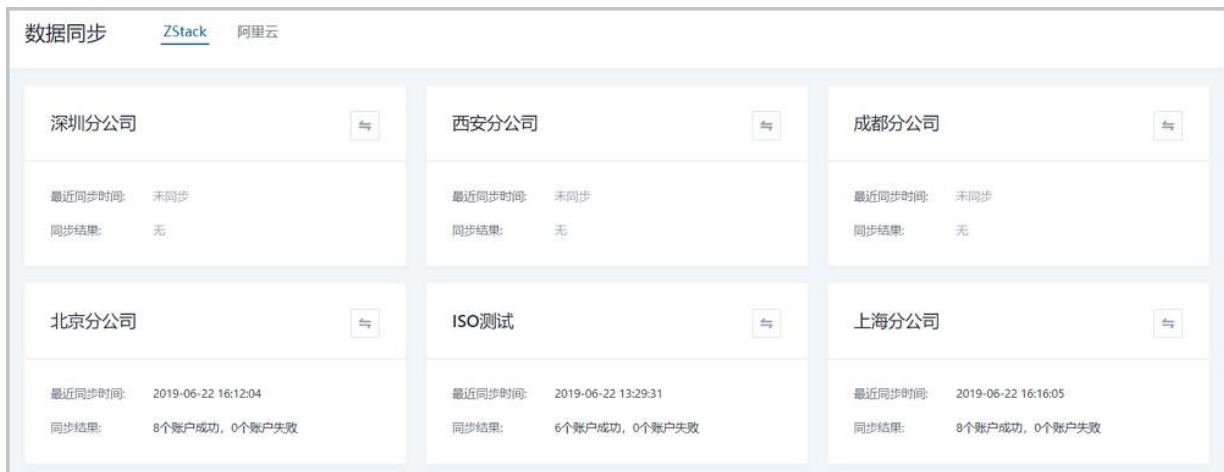 数据同步 ZStack 阿里云
深圳分公司 西安分公司 成都分公司
最近同步时间: 未同步 最近同步时间: 未同步 最近同步时间: 未同步
同步结果: 无 同步结果: 无 同步结果: 无
北京分公司 ISO测试 上海分公司
最近同步时间: 2019-06-22 16:12:04 最近同步时间: 2019-06-22 13:29:31 最近同步时间: 2019-06-22 16:16:05
同步结果: 8个账户成功，0个账户失败 同步结果: 6个账户成功，0个账户失败 同步结果: 8个账户成功，0个账户失败